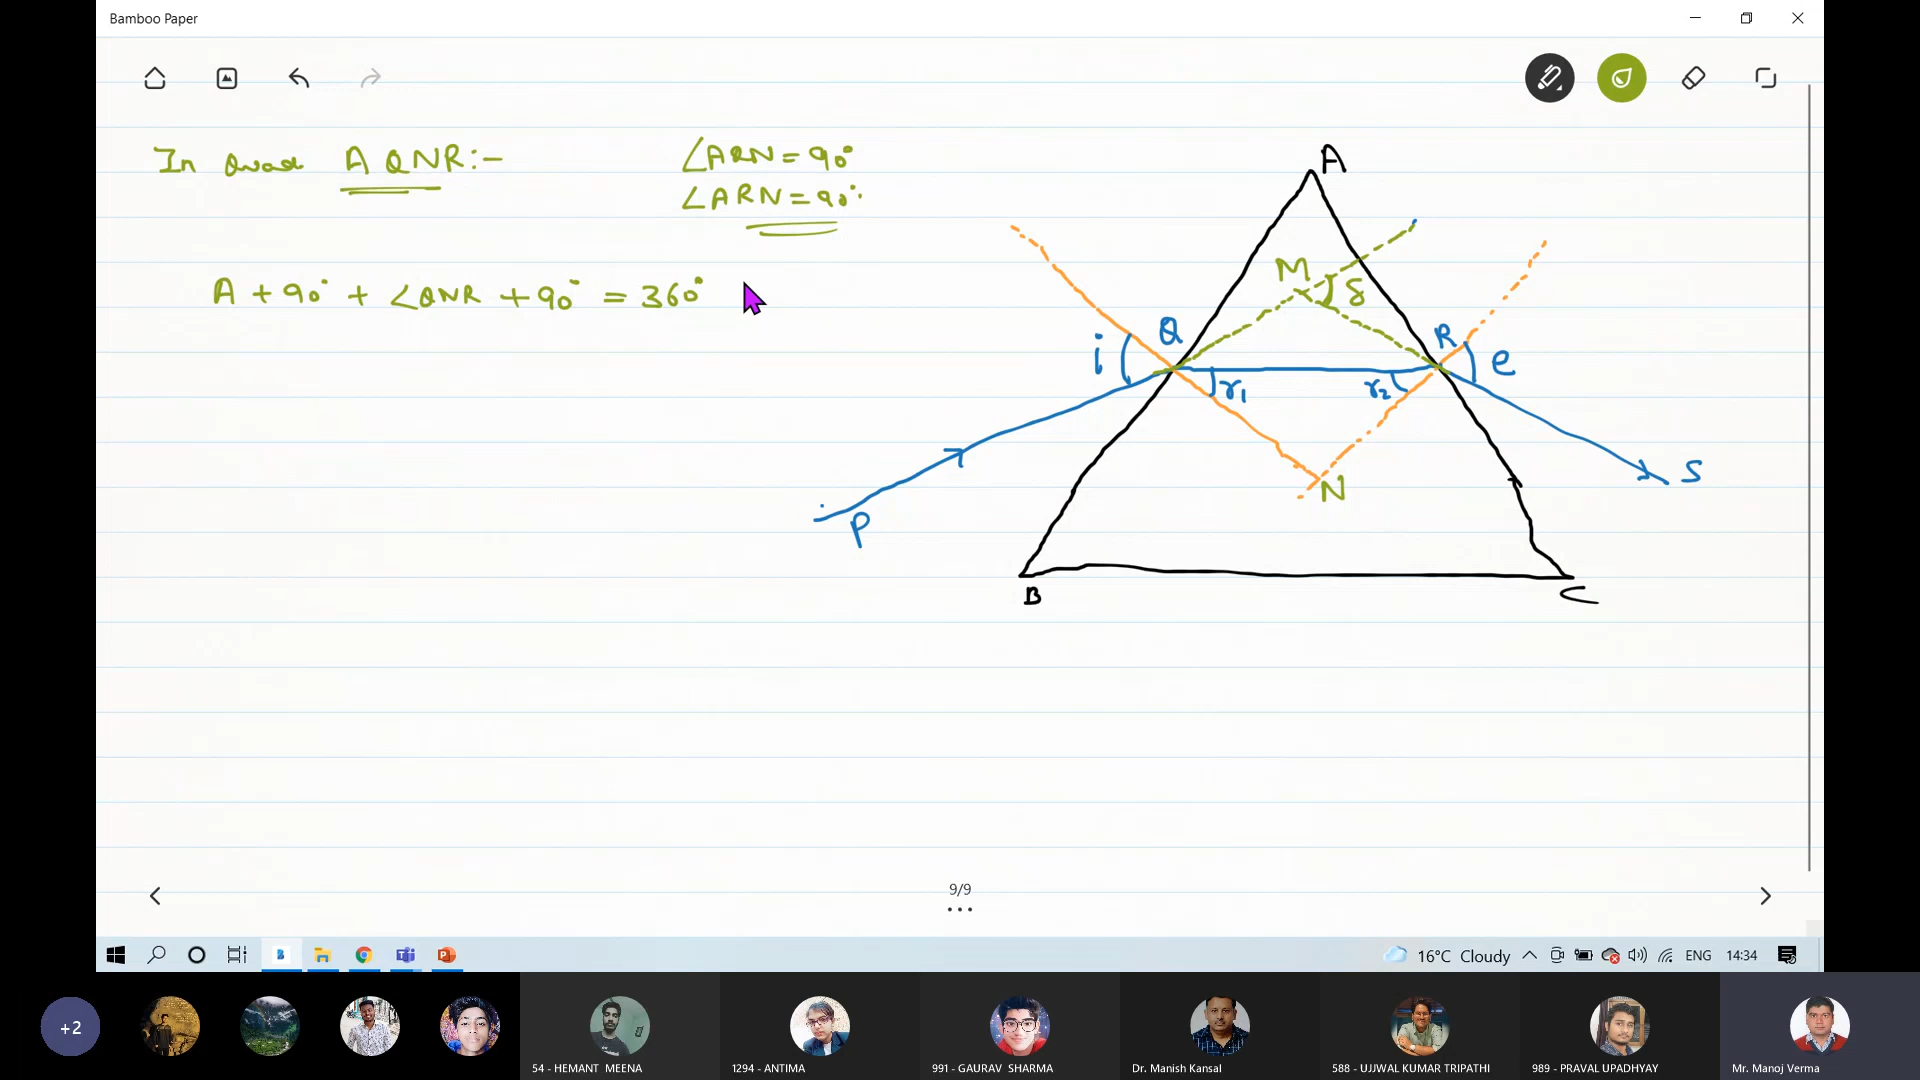 Bamboo Paper
In Quad A Q N R :-
∠AQN = 90°
∠ARN = 90°
A + 90° + ∠QNR + 90° = 360°
A
M
δ
Q
R
i
e
r1
r2
N
P
S
B
C
9/9
16°C Cloudy
ENG
14:34
+2
54 - HEMANT MEENA
1294 - ANTIMA
991 - GAURAV SHARMA
Dr. Manish Kansal
588 - UJJWAL KUMAR TRIPATHI
989 - PRAVAL UPADHYAY
Mr. Manoj Verma